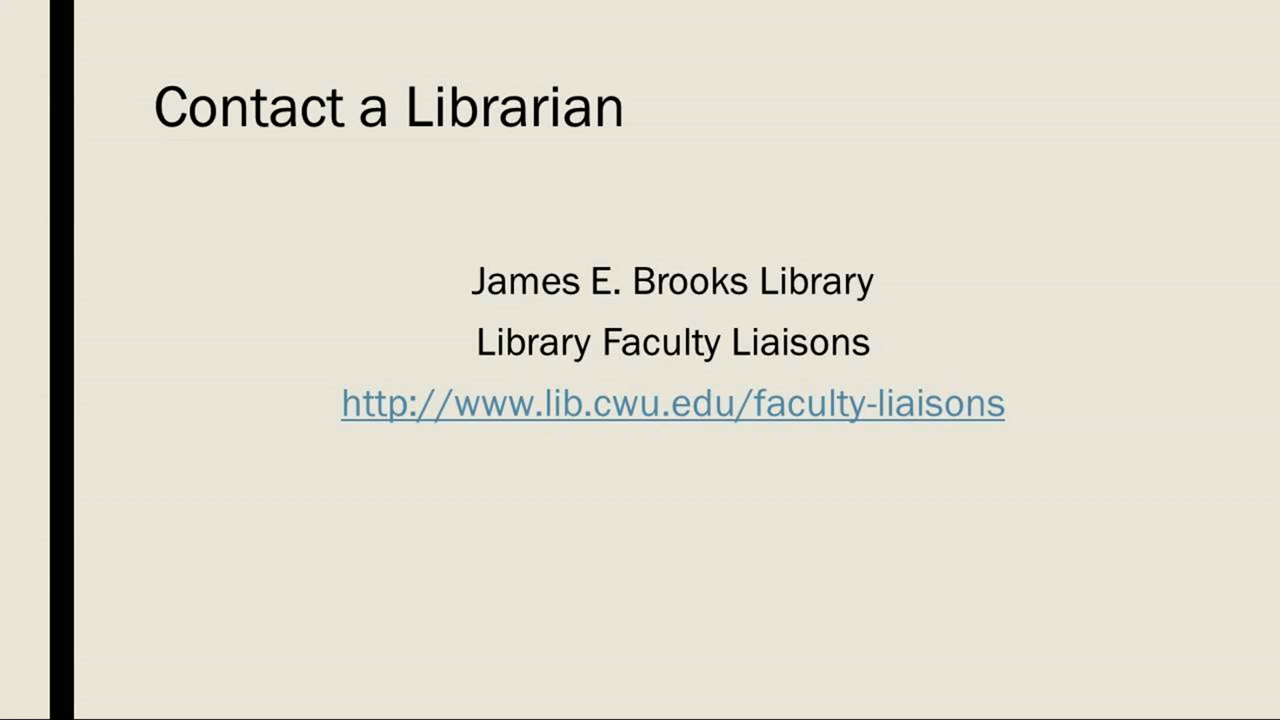 Contact a Librarian
James E. Brooks Library
Library Faculty Liaisons
http://www.lib.cwu.edu/faculty-liaisons